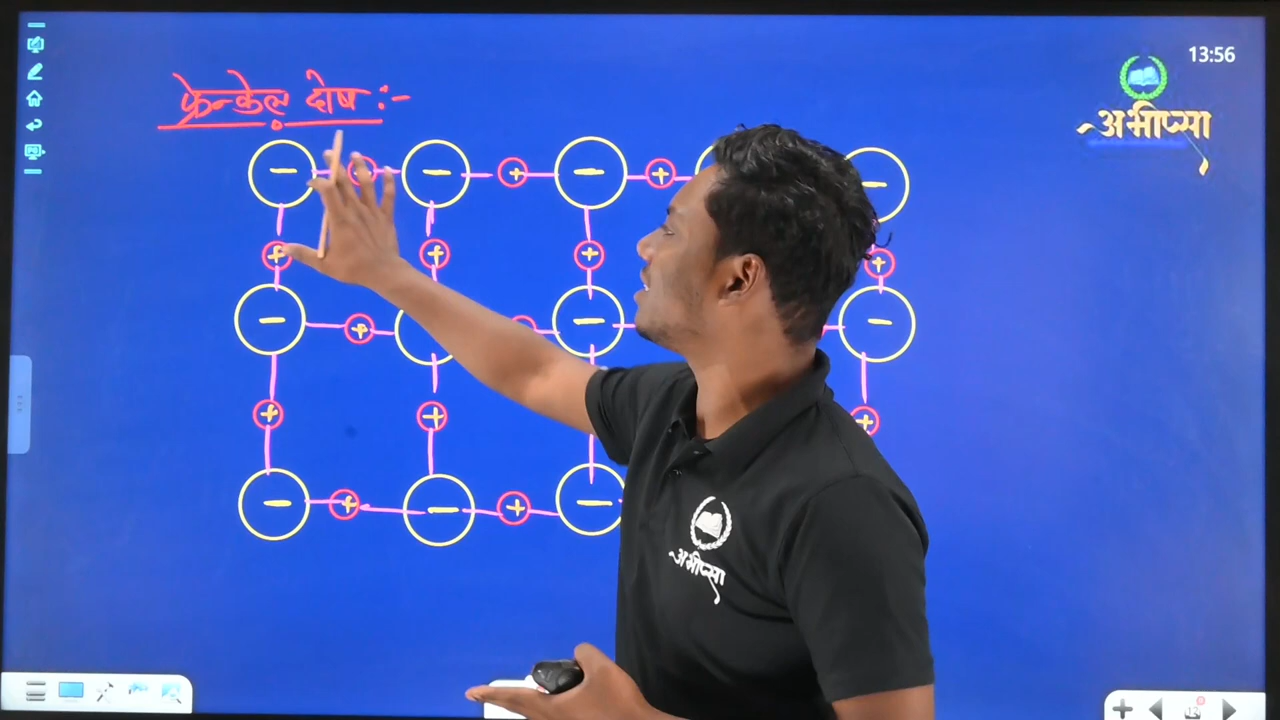 13:56
फ्रेन्केल दोष :-
अभीप्सा
- + - + - + -
+ + + +
- + - - -
+ + +
- + - + -
अभीप्सा